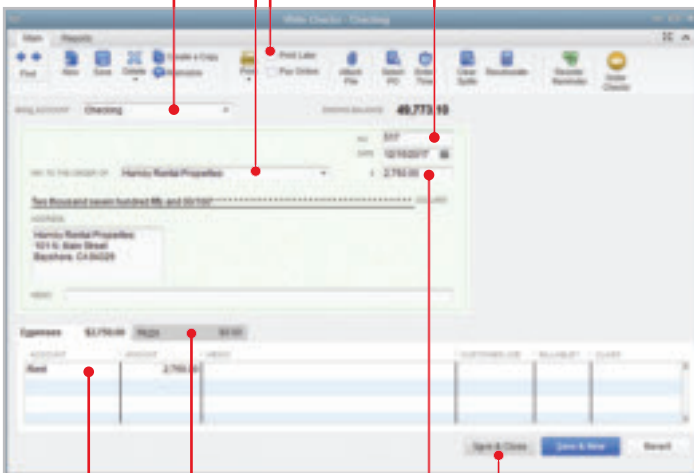 Write Checks - Checking
Main Reports
Create a Copy Print Later
Find New Save Delete Memorize Print Pay Online Attach File Select PO Enter Time Clear Splits Recalculate Reorder Reminder Order Checks
BANK ACCOUNT Checking ENDING BALANCE 49,773.10
NO. 517
DATE 12/15/2017
PAY TO THE ORDER OF Rental Properties $ 2,750.00
Two thousand seven hundred fifty and 00/100 DOLLARS
ADDRESS
Rental Properties
Main Street
Bayshore, CA
MEMO
Expenses $2,750.00 Items $0.00
ACCOUNT AMOUNT MEMO CUSTOMER:JOB BILLABLE? CLASS
Rent 2,750.00
Save & Close Save & New Revert